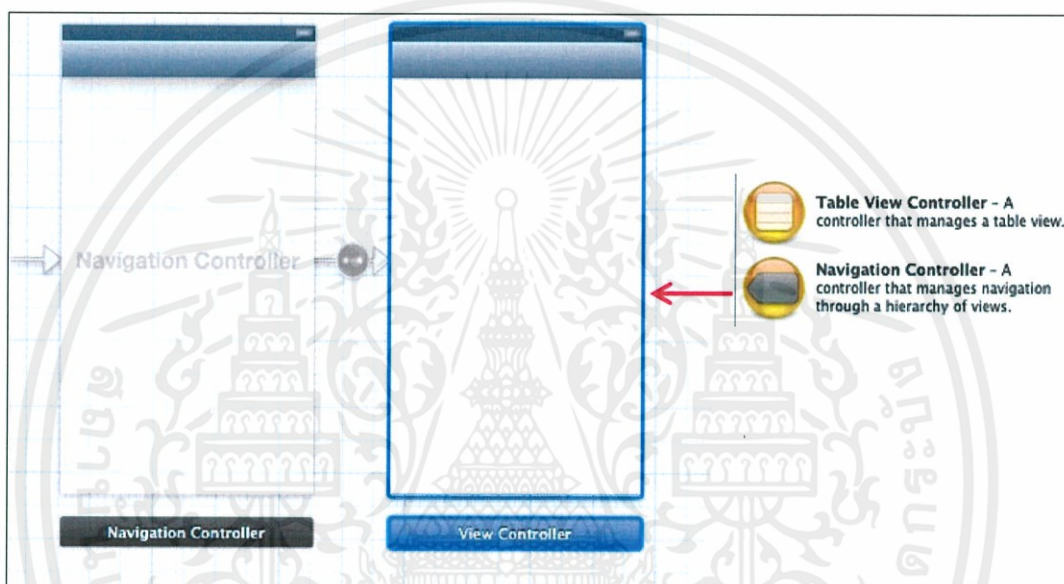 Navigation Controller
Table View Controller – A
controller that manages a table view.
Navigation Controller – A
controller that manages navigation
through a hierarchy of views.
Navigation Controller
View Controller